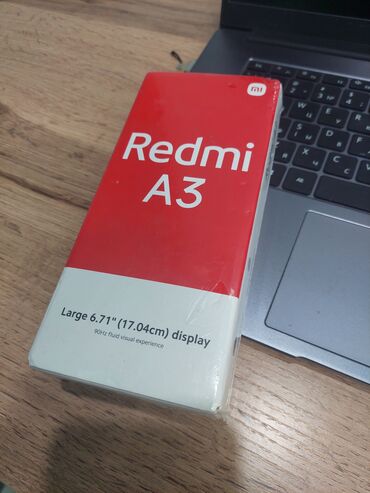 mi
Redmi
A3
Large 6.71" (17.04cm) display
90Hz fluid visual experience